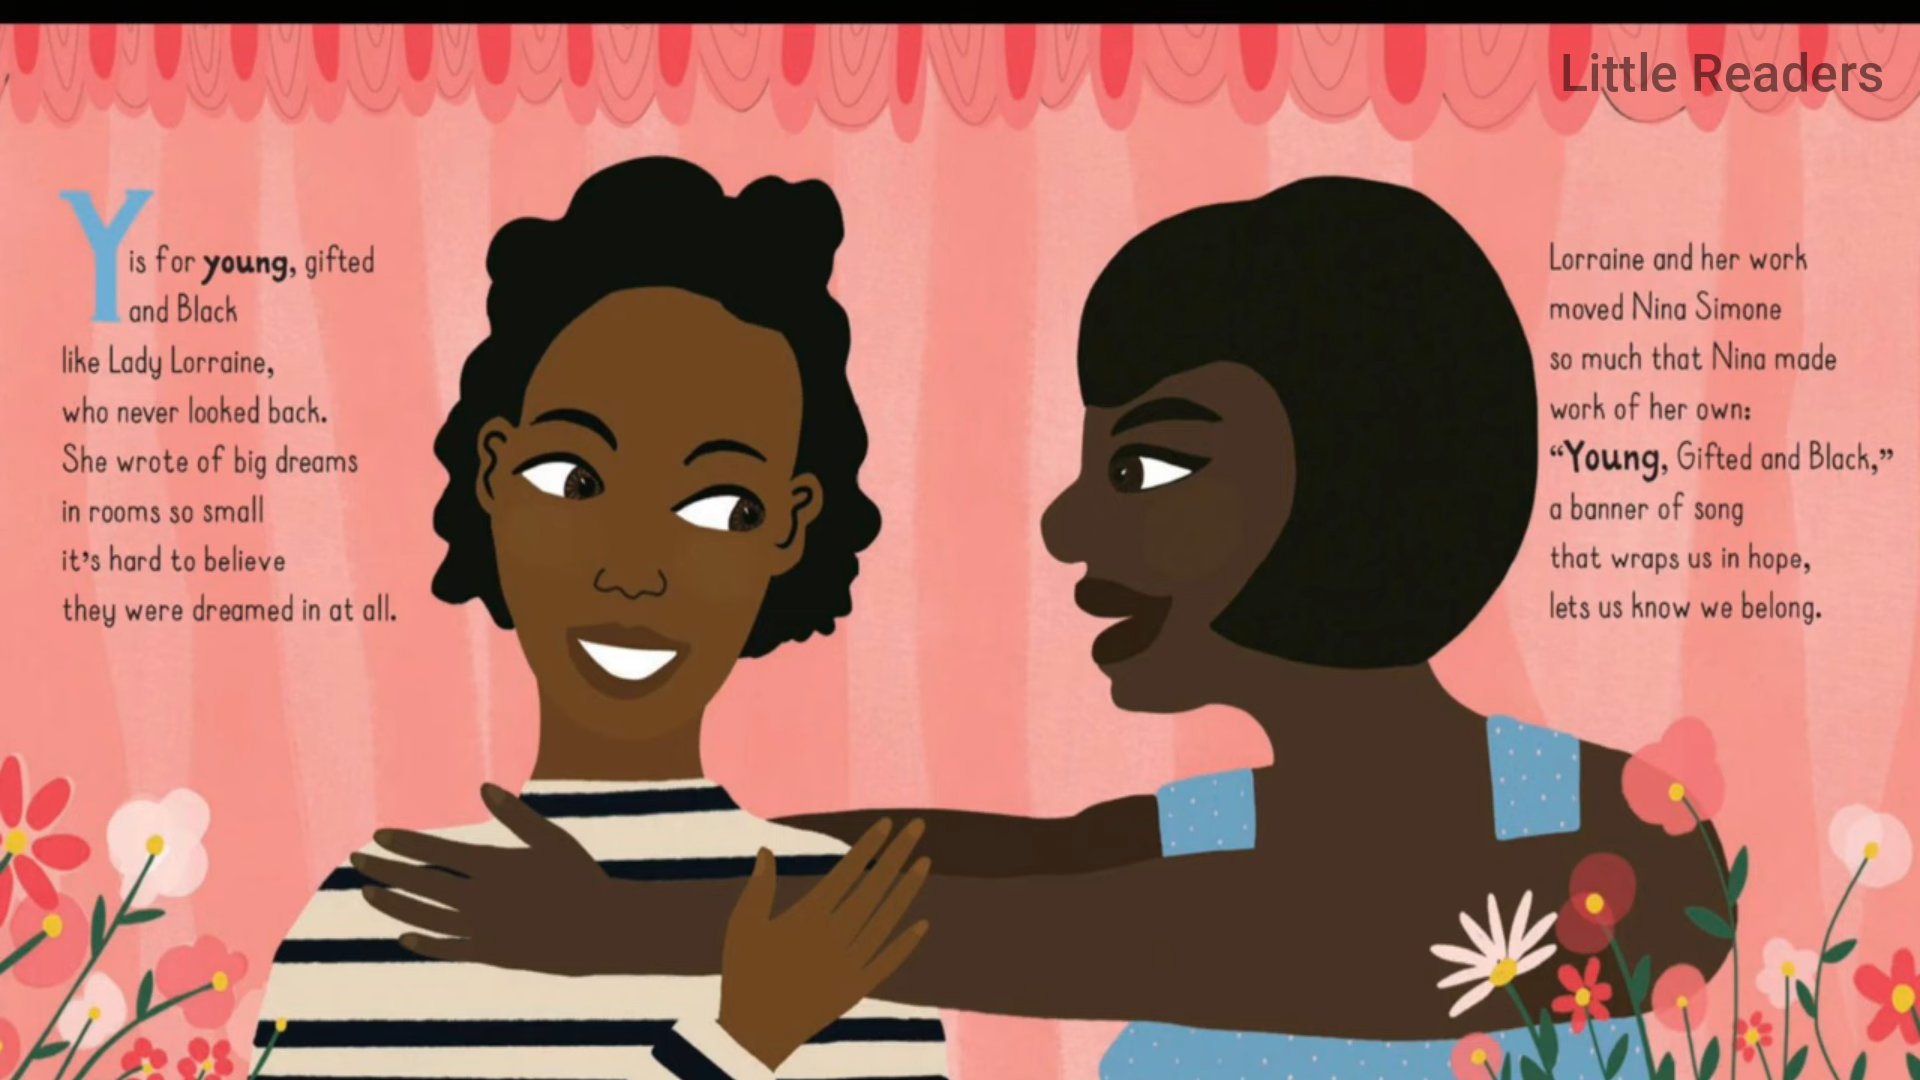 Little Readers
Y is for young, gifted
and Black
like Lady Lorraine,
who never looked back.
She wrote of big dreams
in rooms so small
it's hard to believe
they were dreamed in at all.
Lorraine and her work
moved Nina Simone
so much that Nina made
work of her own:
“Young, Gifted and Black,”
a banner of song
that wraps us in hope,
lets us know we belong.